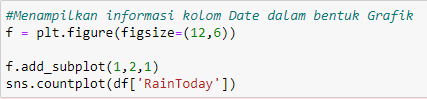 #Menampilkan informasi kolom Date dalam bentuk Grafik
f = plt.figure(figsize=(12,6))
f.add_subplot(1,2,1)
sns.countplot(df['RainToday'])